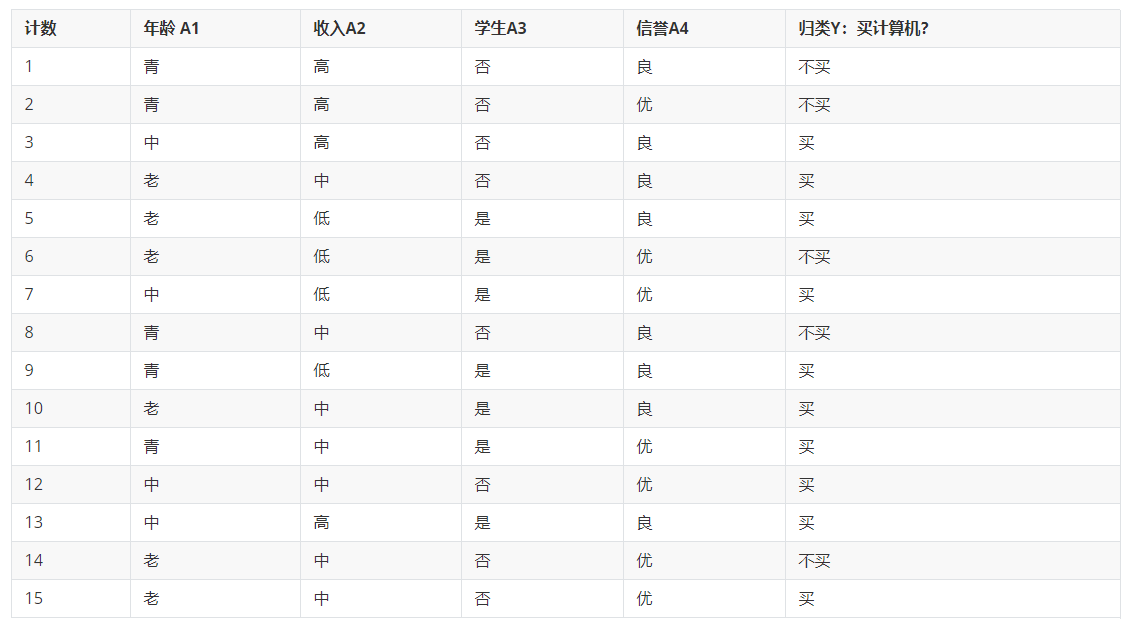 计数 年龄 A1 收入A2 学生A3 信誉A4 归类Y：买计算机？
1 青 高 否 良 不买
2 青 高 否 优 不买
3 中 高 否 良 买
4 老 中 否 良 买
5 老 低 是 良 买
6 老 低 是 优 不买
7 中 低 是 优 买
8 青 中 否 良 不买
9 青 低 是 良 买
10 老 中 是 良 买
11 青 中 是 优 买
12 中 中 否 优 买
13 中 高 是 良 买
14 老 中 否 优 不买
15 老 中 否 优 买